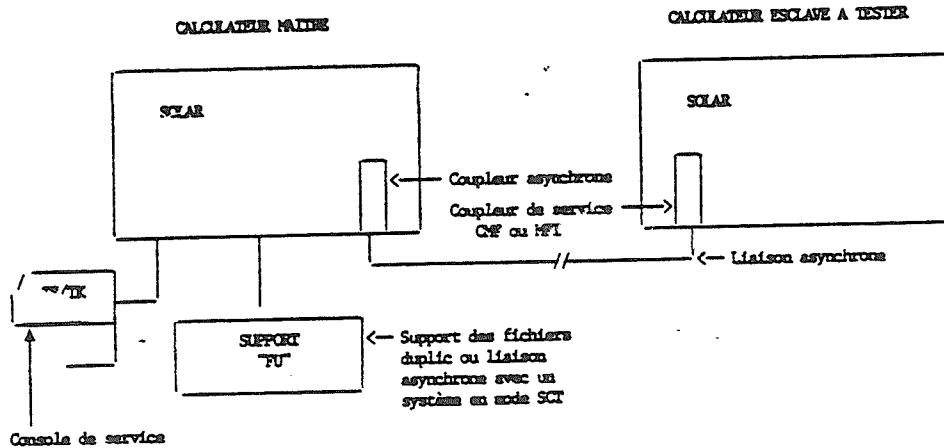 CALCULATEUR MAITRE
CALCULATEUR ESCLAVE A TESTER
SOLAR
SOLAR
Coupleur asynchrone
Coupleur de service
CMF ou MFI
Liaison asynchrone
/TK
SUPPORT
"FU"
Support des fichiers
duplic ou liaison
asynchrone avec un
système en mode SCT
Console de service